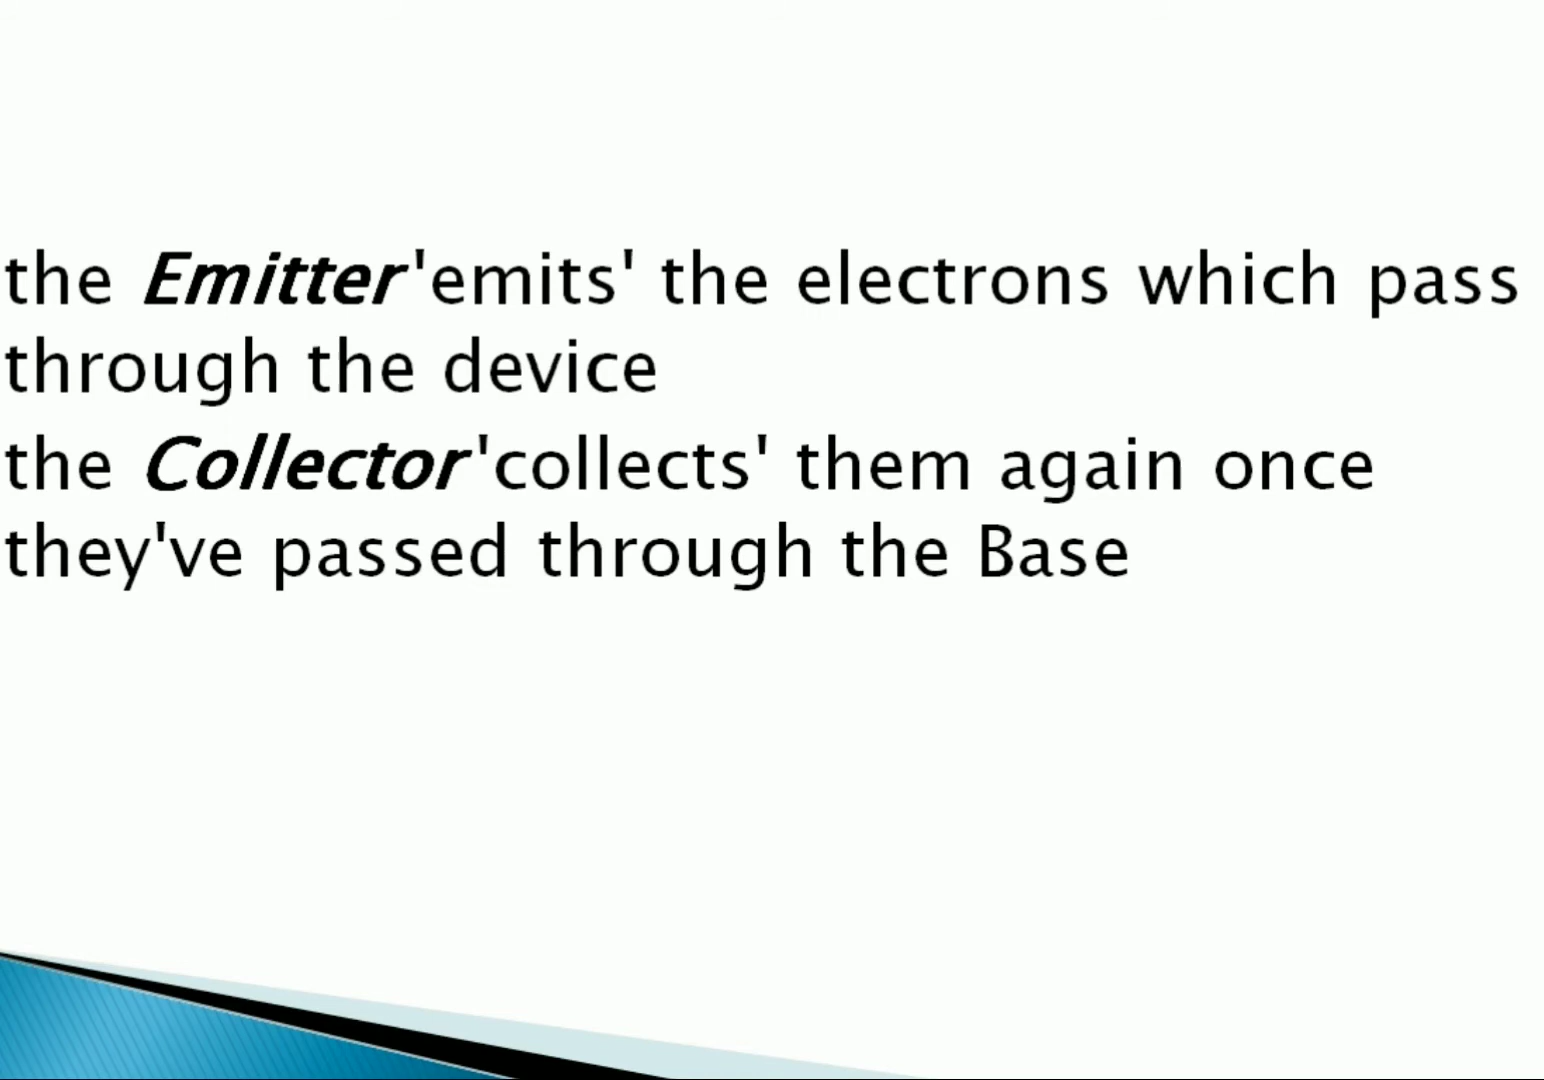 the Emitter 'emits' the electrons which pass
through the device
the Collector 'collects' them again once
they've passed through the Base